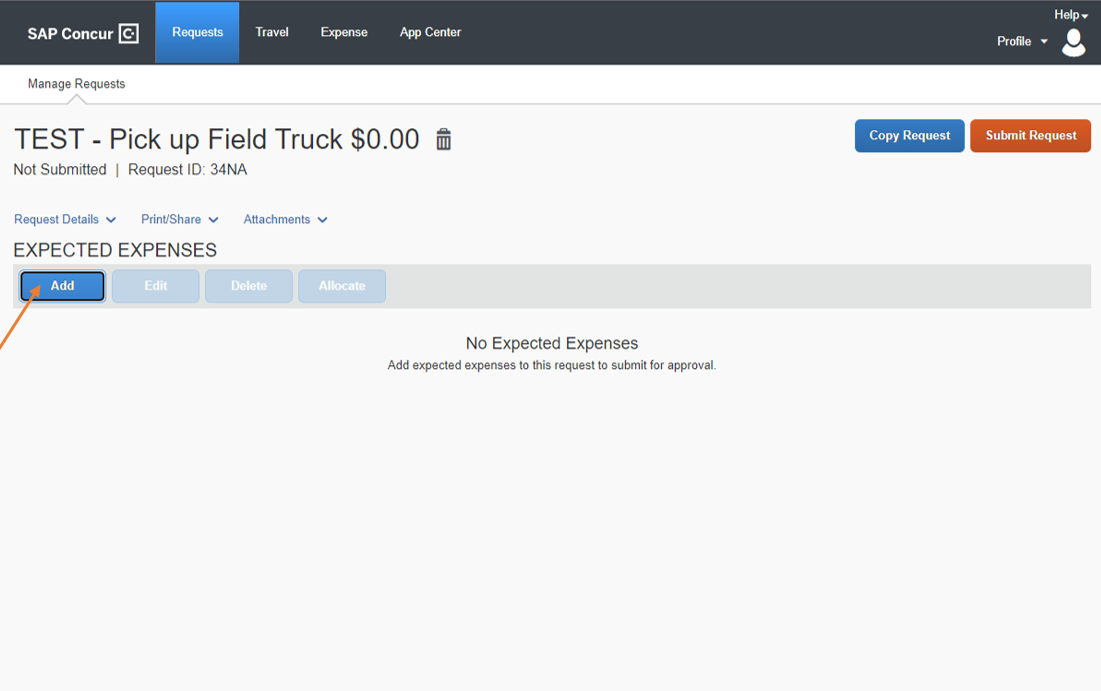 Help
SAP Concur C Requests Travel Expense App Center
Profile
Manage Requests
TEST - Pick up Field Truck $0.00
Copy Request Submit Request
Not Submitted | Request ID: 34NA
Request Details Print/Share Attachments
EXPECTED EXPENSES
Add Edit Delete Allocate
No Expected Expenses
Add expected expenses to this request to submit for approval.